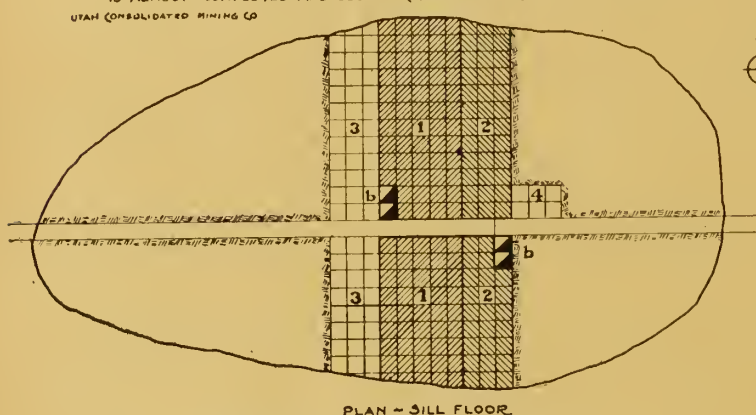 UTAH CONSOLIDATED MINING CO
3 1 2
b 4
b
3 1 2
PLAN ~ SILL FLOOR